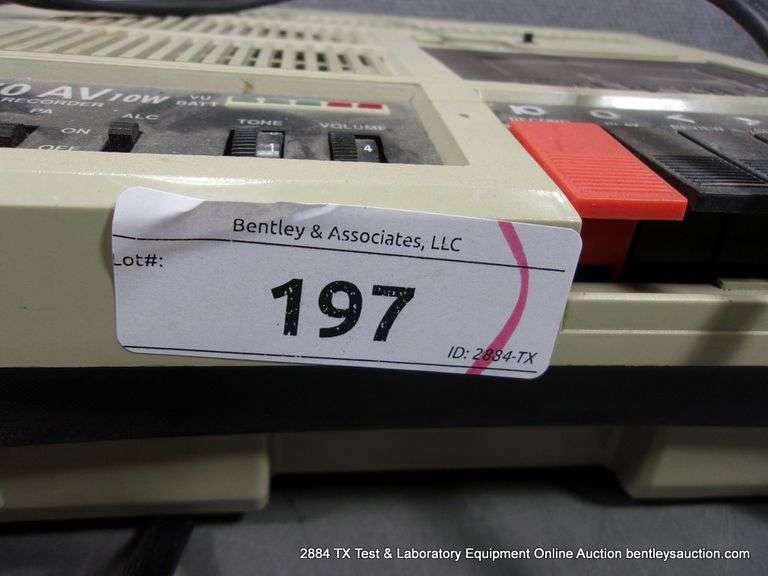 0 AV 10W
RECORDER
VU
BATT
PA
ALC
ON
OFF
TONE
VOLUME
1
4
Bentley & Associates, LLC
Lot#:
197
ID: 2884-TX
2884 TX Test & Laboratory Equipment Online Auction bentleysauction.com